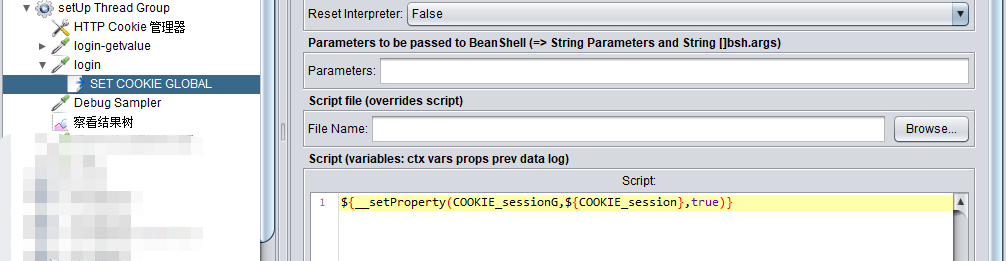 setUp Thread Group
HTTP Cookie 管理器
login-getvalue
login
SET COOKIE GLOBAL
Debug Sampler
察看结果树
Reset Interpreter: False
Parameters to be passed to BeanShell (=> String Parameters and String []bsh.args)
Parameters:
Script file (overrides script)
File Name: Browse...
Script (variables: ctx vars props prev data log)
Script:
1 ${__setProperty(COOKIE_sessionG,${COOKIE_session},true)}